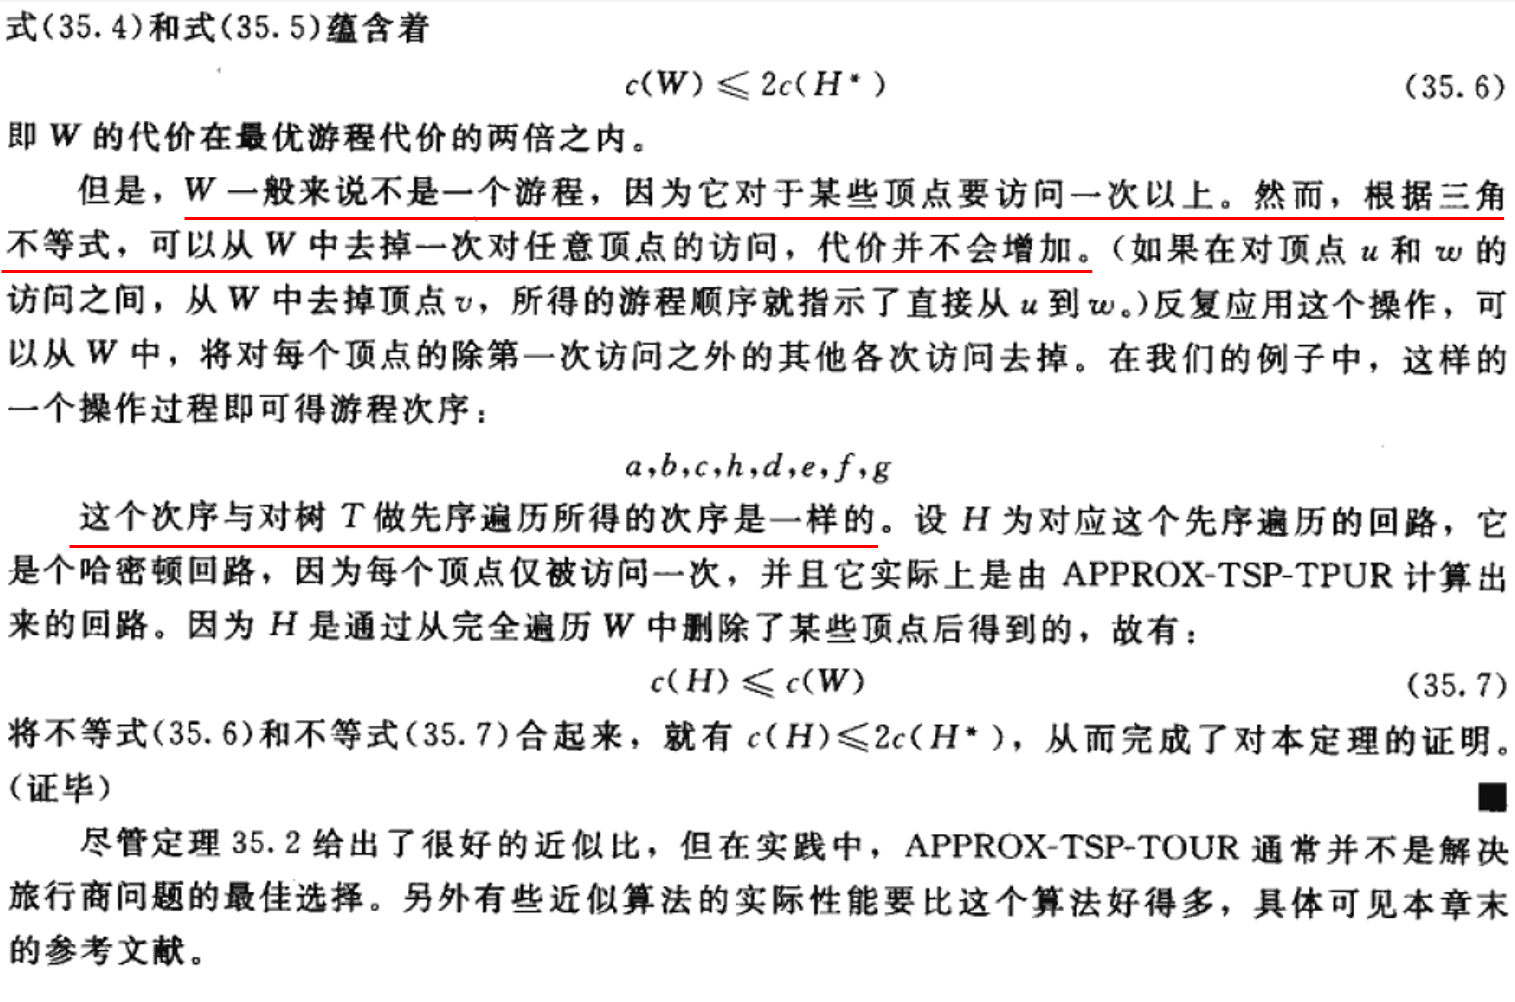 式(35.4)和式(35.5)蕴含着
c(W) ≤ 2c(H*) (35.6)
即 W 的代价在最优游程代价的两倍之内。
但是，W 一般来说不是一个游程，因为它对于某些顶点要访问一次以上。然而，根据三角
不等式，可以从 W 中去掉一次对任意顶点的访问，代价并不会增加。(如果在对顶点 u 和 w 的
访问之间，从 W 中去掉顶点 v，所得的游程顺序就指示了直接从 u 到 w。)反复应用这个操作，可
以从 W 中，将对每个顶点的除第一次访问之外的其他各次访问去掉。在我们的例子中，这样的
一个操作过程即可得游程次序：
a,b,c,h,d,e,f,g
这个次序与对树 T 做先序遍历所得的次序是一样的。设 H 为对应这个先序遍历的回路，它
是个哈密顿回路，因为每个顶点仅被访问一次，并且它实际上是由 APPROX-TSP-TPUR 计算出
来的回路。因为 H 是通过从完全遍历 W 中删除了某些顶点后得到的，故有：
c(H) ≤ c(W) (35.7)
将不等式(35.6)和不等式(35.7)合起来，就有 c(H)≤2c(H*)，从而完成了对本定理的证明。
(证毕) ■
尽管定理 35.2 给出了很好的近似比，但在实践中，APPROX-TSP-TOUR 通常并不是解决
旅行商问题的最佳选择。另外有些近似算法的实际性能要比这个算法好得多，具体可见本章末
的参考文献。